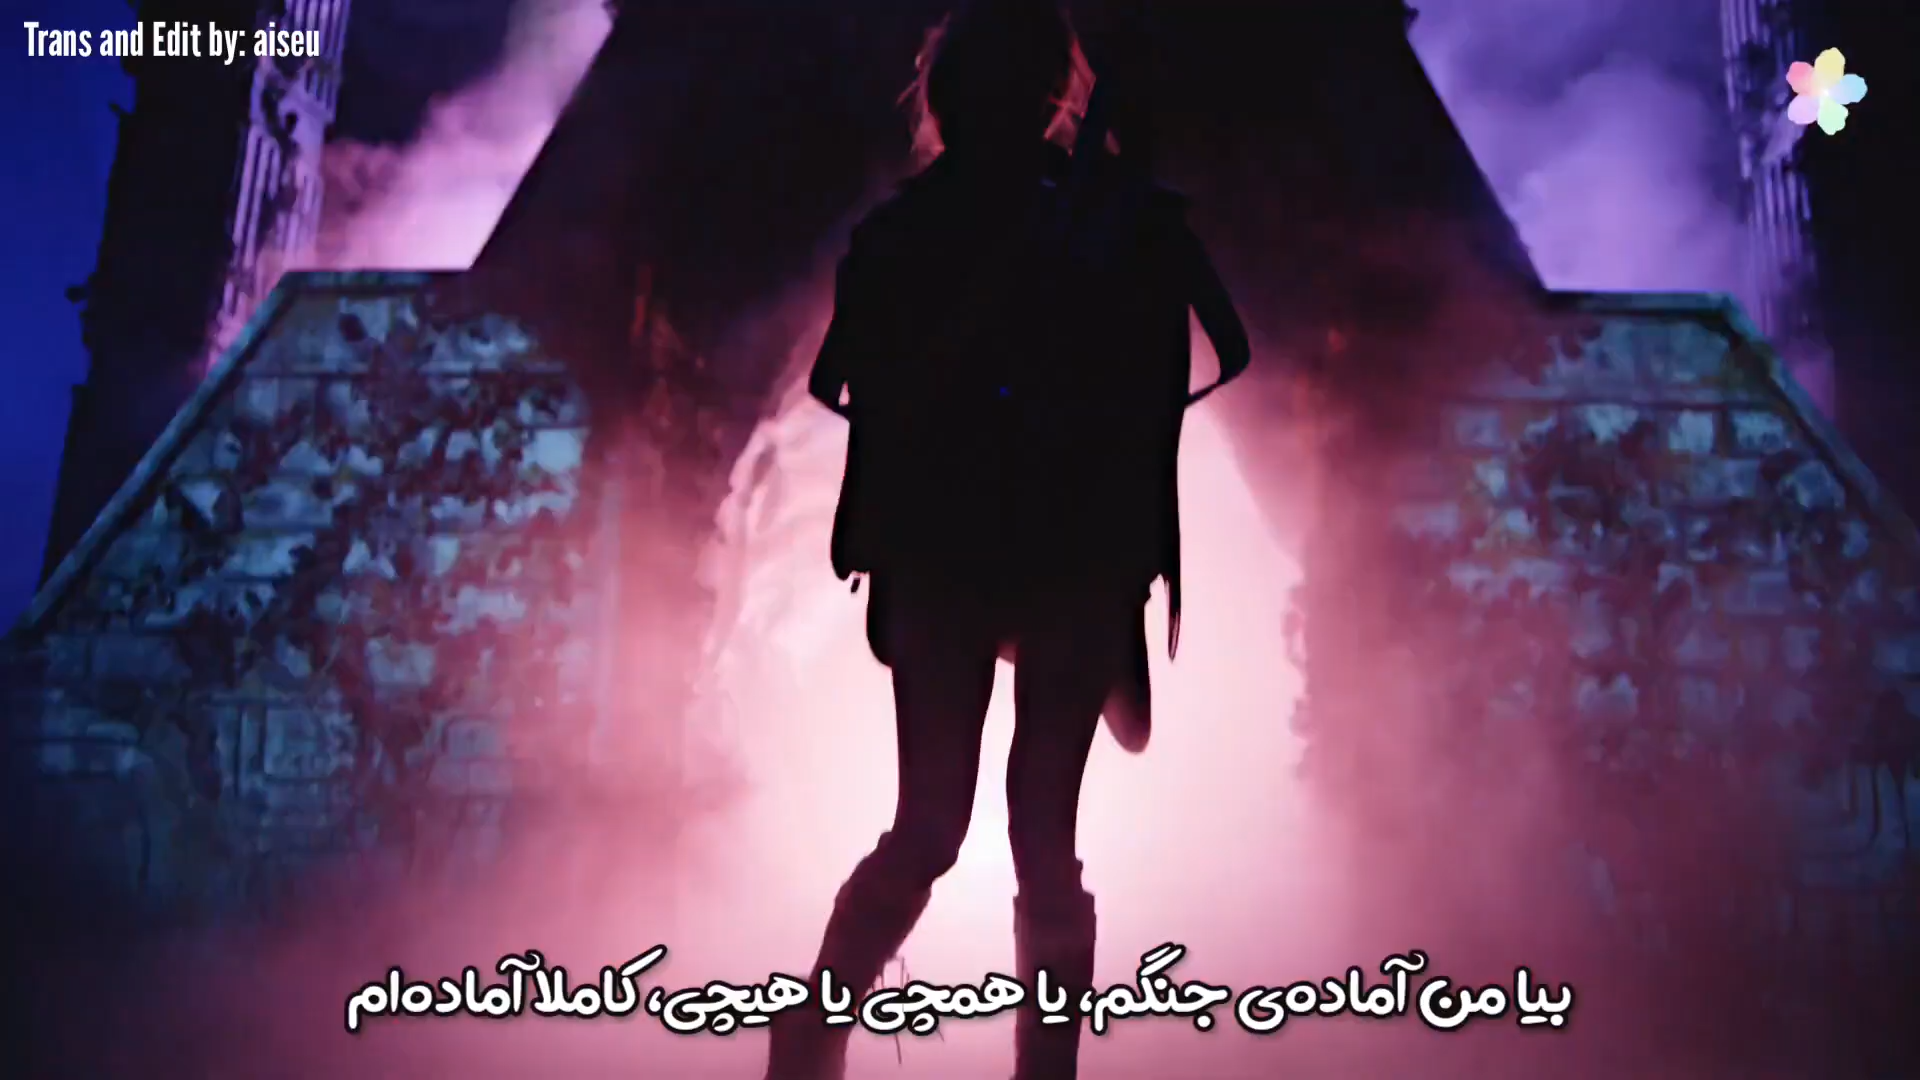 Trans and Edit by: aiseu
بیا من آماده‌ی جنگم، یا همچی یا هیچی، کاملا آماده‌ام